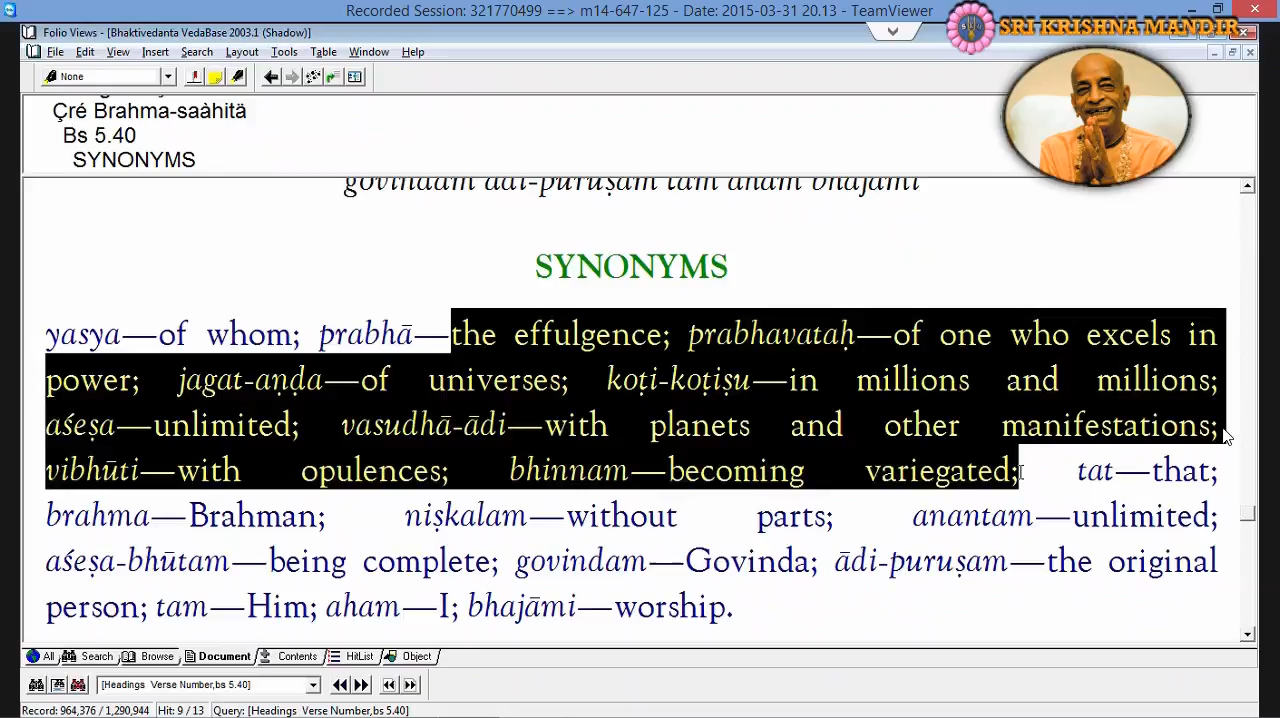 Recorded Session: 321770499 ==> m14-647-125 - Date: 2015-03-31 20.13 - TeamViewer
SRI KRISHNA MANDIR
Folio Views - [Bhaktivedanta VedaBase 2003.1 (Shadow)]
File Edit View Insert Search Layout Tools Table Window Help
None
Çré Brahma-saàhitä
Bs 5.40
SYNONYMS
govindam ādi-puruṣaṁ tam ahaṁ bhajāmi
SYNONYMS
yasya—of whom; prabhā—the effulgence; prabhavataḥ—of one who excels in
power; jagat-aṇḍa—of universes; koṭi-koṭiṣu—in millions and millions;
aśeṣa—unlimited; vasudhā-ādi—with planets and other manifestations;
vibhūti—with opulences; bhinnam—becoming variegated; tat—that;
brahma—Brahman; niṣkalam—without parts; anantam—unlimited;
aśeṣa-bhūtam—being complete; govindam—Govinda; ādi-puruṣam—the original
person; tam—Him; aham—I; bhajāmi—worship.
All Search Browse Document Contents HitList Object
[Headings Verse Number,bs 5.40]
Record: 964,376 / 1,290,944 Hit: 9 / 13 Query: [Headings Verse Number,bs 5.40]